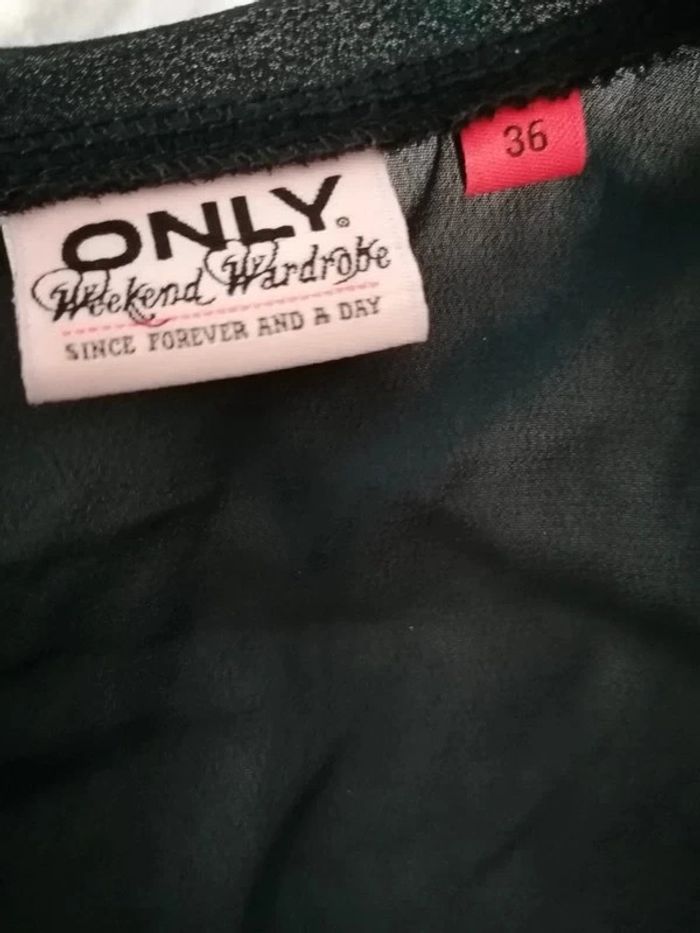 36
ONLY®
Weekend Wardrobe
SINCE FOREVER AND A DAY